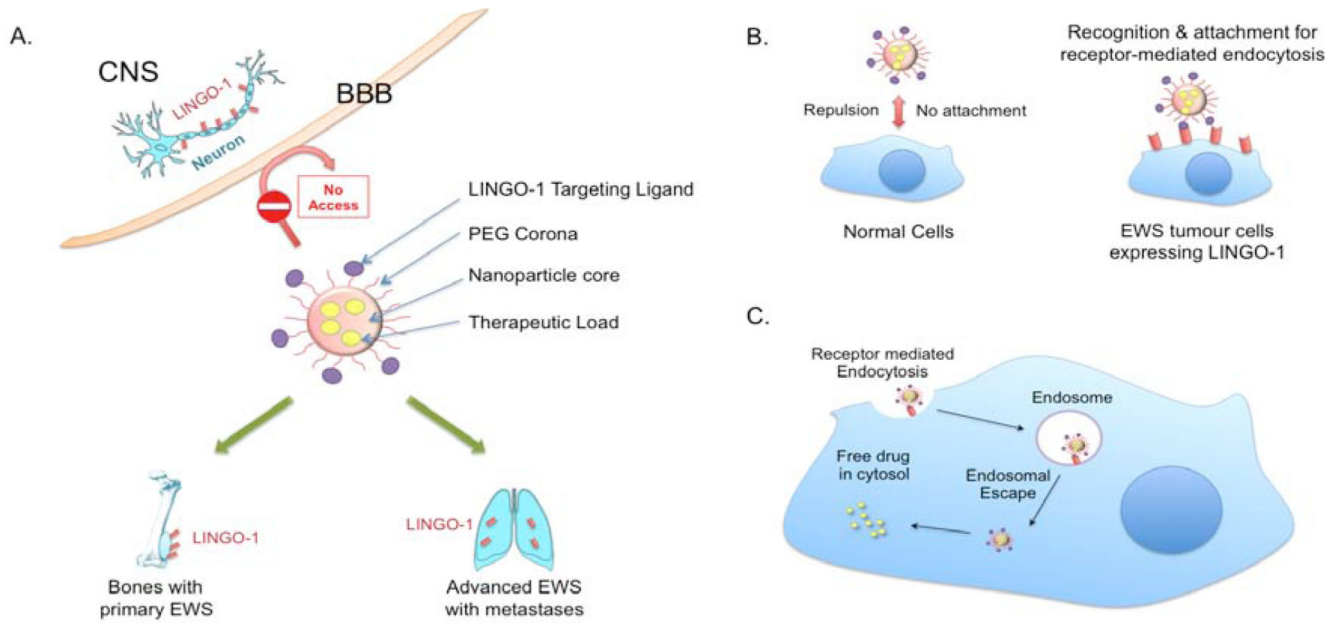 A.
CNS
LINGO-1
Neuron
BBB
No
Access
LINGO-1 Targeting Ligand
PEG Corona
Nanoparticle core
Therapeutic Load
LINGO-1
Bones with
primary EWS
LINGO-1
Advanced EWS
with metastases
B.
Repulsion
No attachment
Normal Cells
Recognition & attachment for
receptor-mediated endocytosis
EWS tumour cells
expressing LINGO-1
C.
Receptor mediated
Endocytosis
Endosome
Endosomal
Escape
Free drug
in cytosol